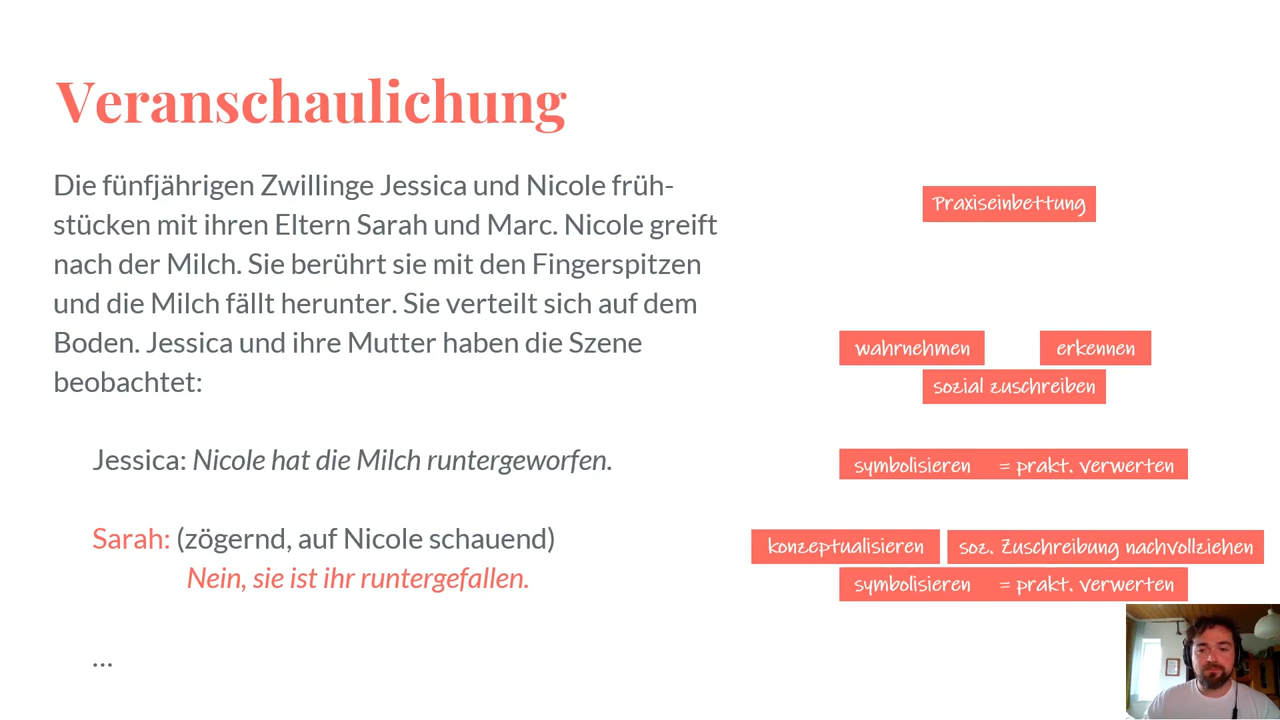 Veranschaulichung
Die fünfjährigen Zwillinge Jessica und Nicole früh-
stücken mit ihren Eltern Sarah und Marc. Nicole greift
nach der Milch. Sie berührt sie mit den Fingerspitzen
und die Milch fällt herunter. Sie verteilt sich auf dem
Boden. Jessica und ihre Mutter haben die Szene
beobachtet:
Jessica: Nicole hat die Milch runtergeworfen.
Sarah: (zögernd, auf Nicole schauend)
Nein, sie ist ihr runtergefallen.
...
Praxiseinbettung
wahrnehmen erkennen
sozial zuschreiben
symbolisieren = prakt. verwerten
konzeptualisieren soz. Zuschreibung nachvollziehen
symbolisieren = prakt. verwerten